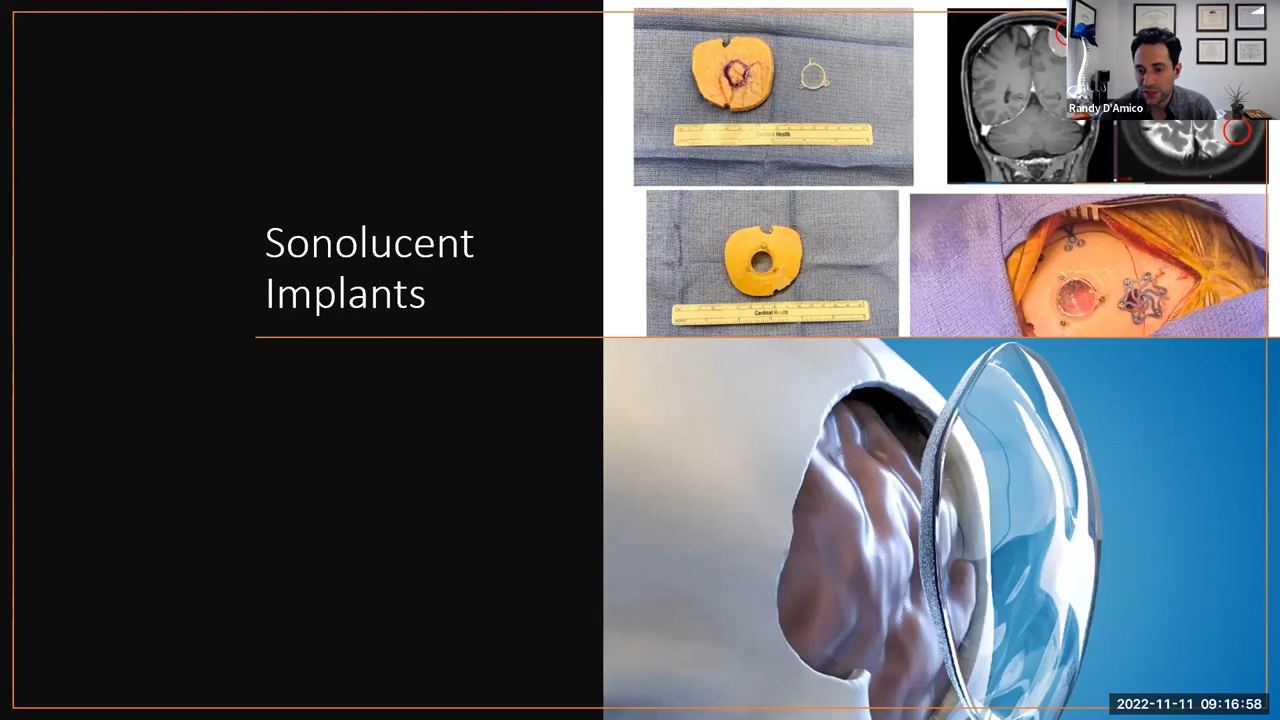 Sonolucent
Implants
Cardinal Health
Cardinal Health
Randy D'Amico
2022-11-11 09:16:58